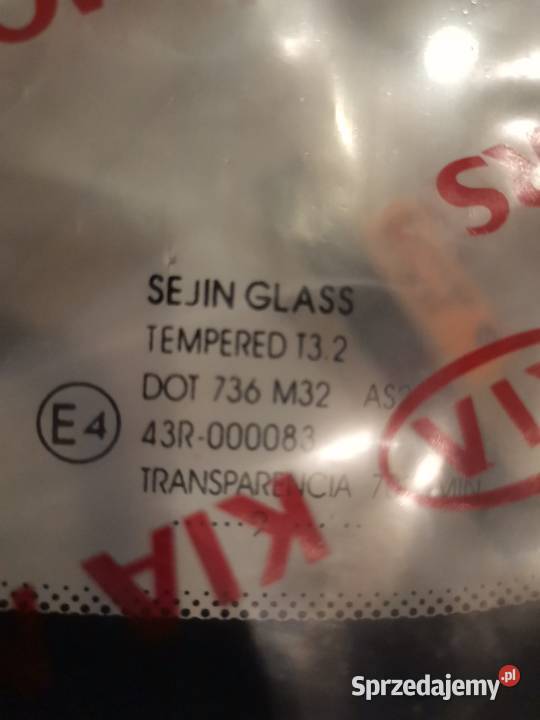 KIA
SEJIN GLASS
TEMPERED T3.2
DOT 736 M32
E4
43R-000083
TRANSPARENCIA
KIA
Sprzedajemy.pl